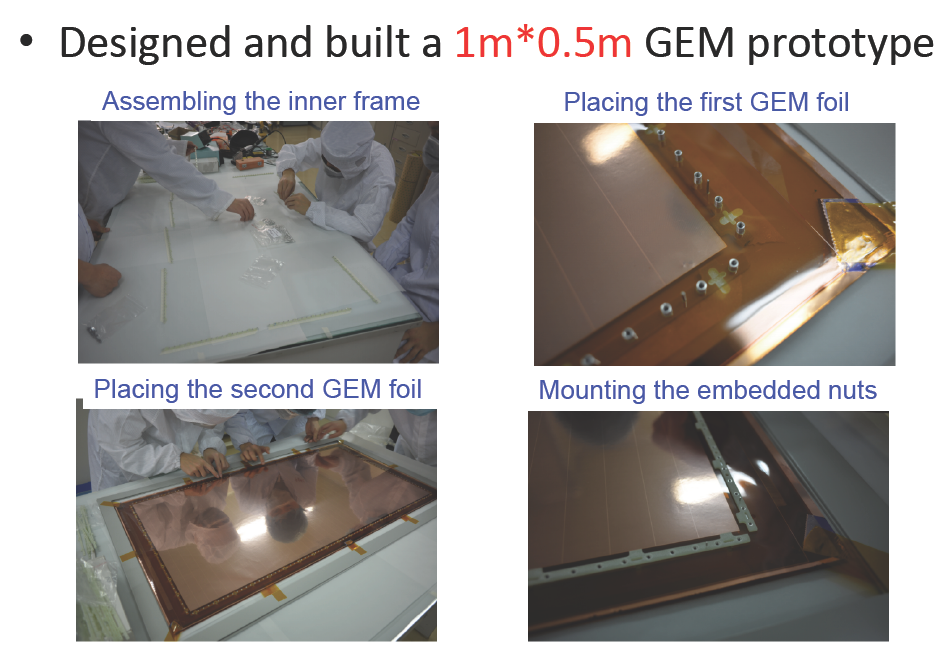 • Designed and built a 1m*0.5m GEM prototype
Assembling the inner frame
Placing the first GEM foil
Placing the second GEM foil
Mounting the embedded nuts